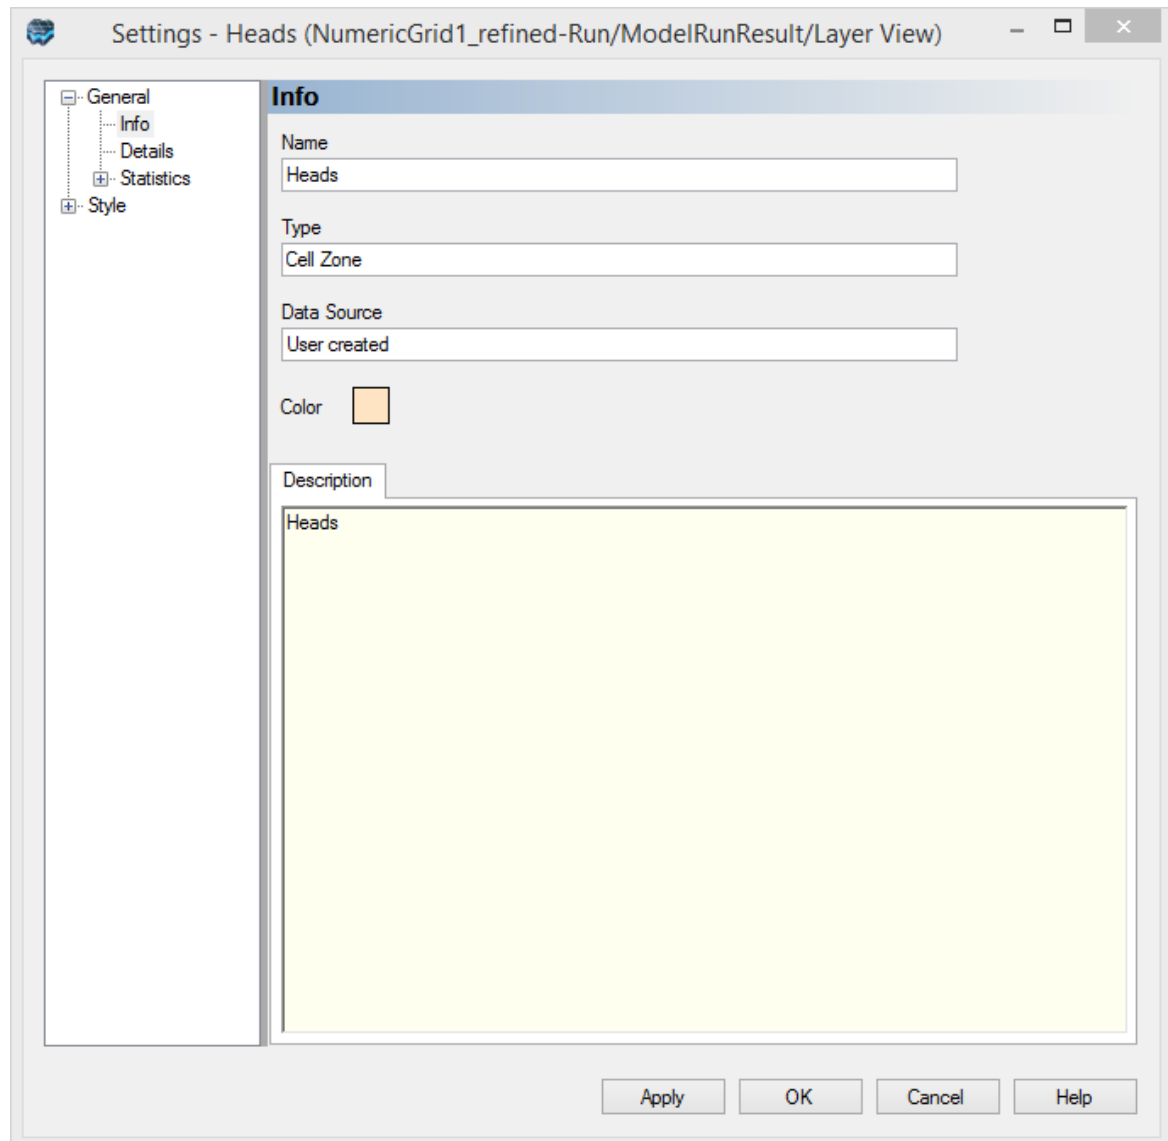 Settings - Heads (NumericGrid1_refined-Run/ModelRunResult/Layer View)
General
Info
Details
Statistics
Style
Info
Name
Heads
Type
Cell Zone
Data Source
User created
Color
Description
Heads
Apply
OK
Cancel
Help